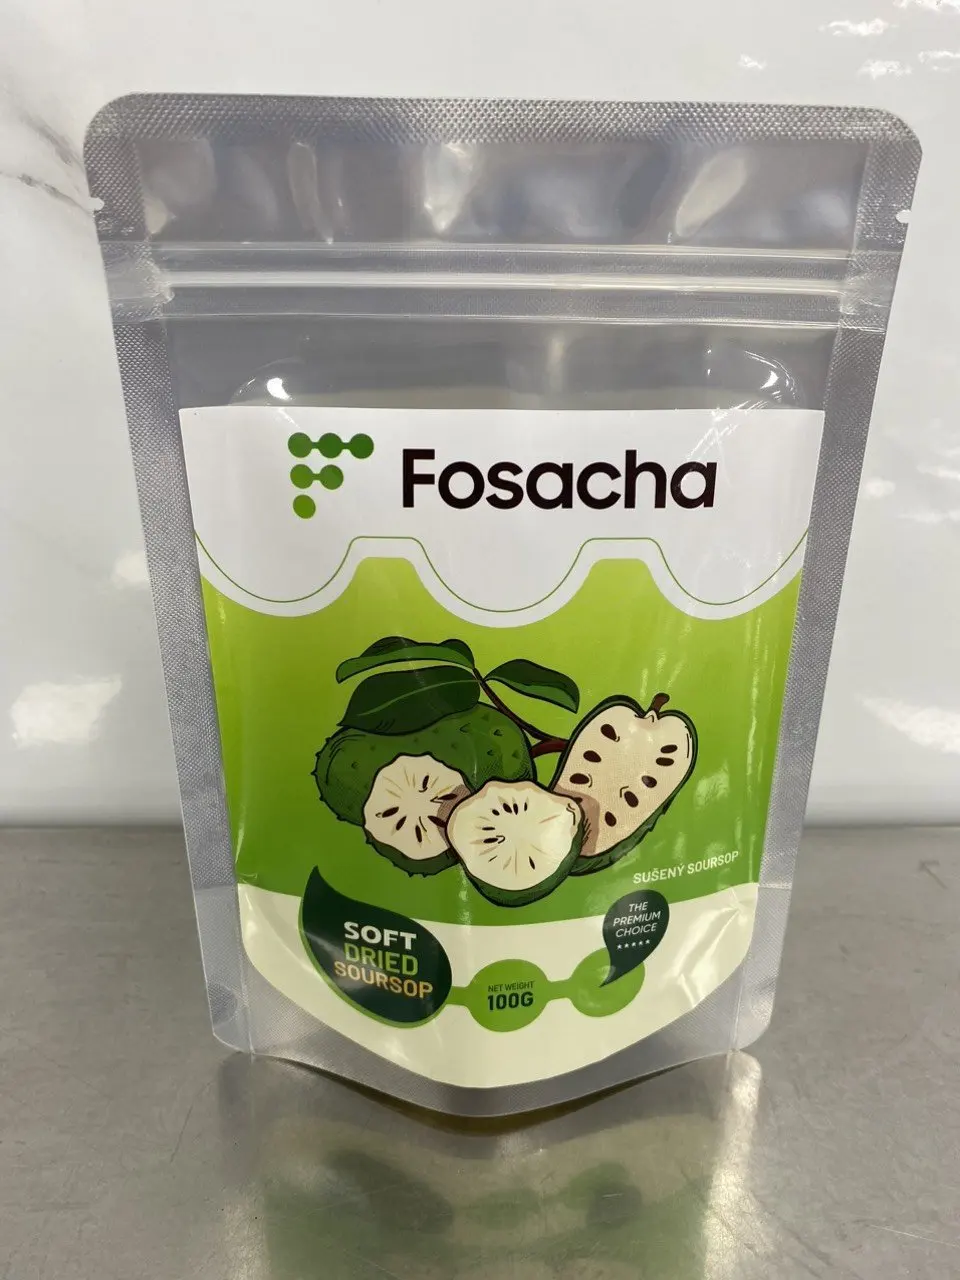 Fosacha
SUŠENÝ SOURSOP
THE
PREMIUM
CHOICE
SOFT
DRIED
SOURSOP
NET WEIGHT
100G